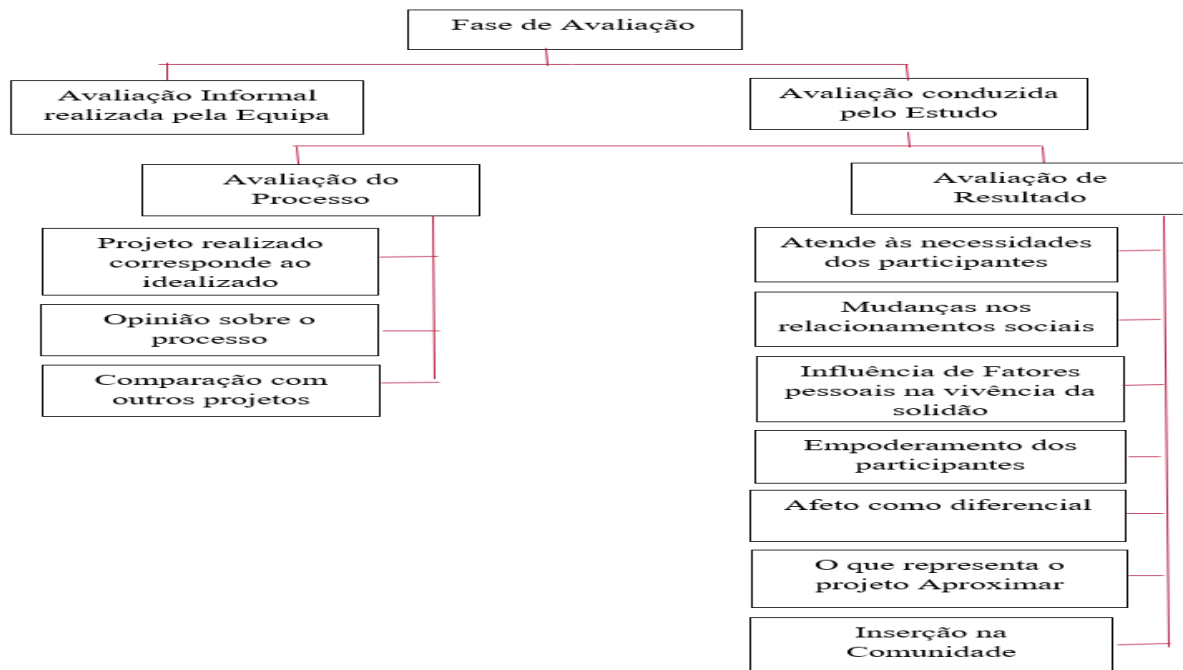 Fase de Avaliação
Avaliação Informal
realizada pela Equipa
Avaliação conduzida
pelo Estudo
Avaliação do
Processo
Avaliação de
Resultado
Projeto realizado
corresponde ao
idealizado
Opinião sobre o
processo
Comparação com
outros projetos
Atende às necessidades
dos participantes
Mudanças nos
relacionamentos sociais
Influência de Fatores
pessoais na vivência da
solidão
Empoderamento dos
participantes
Afeto como diferencial
O que representa o
projeto Aproximar
Inserção na
Comunidade